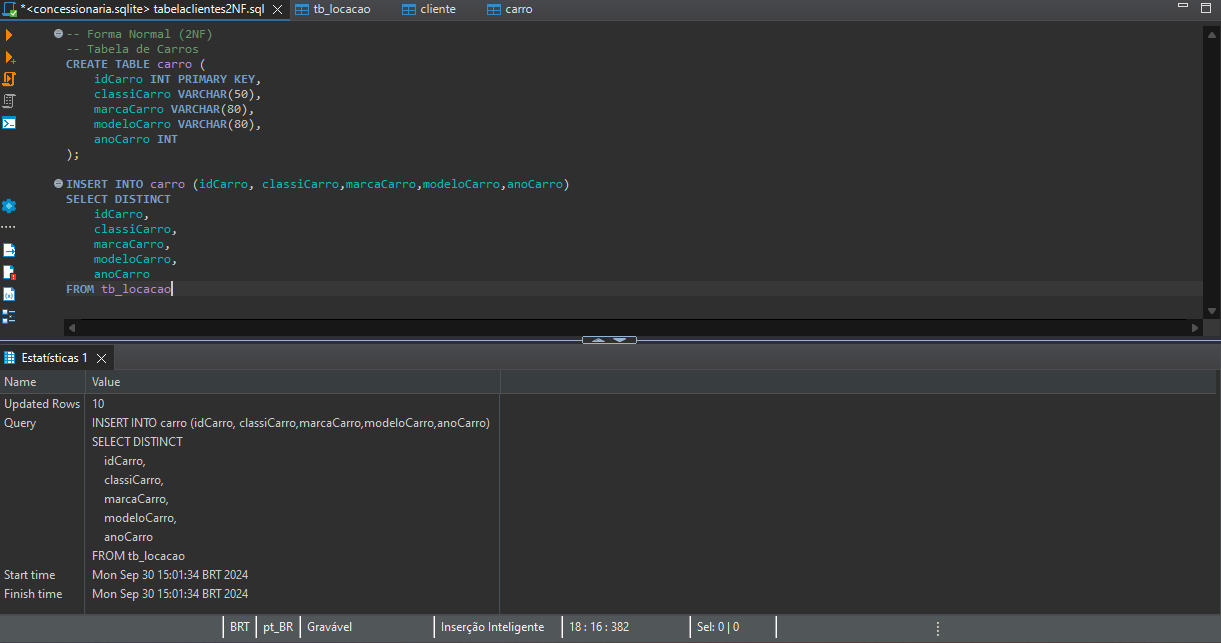 *<concessionaria.sqlite> tabelaclientes2NF.sql tb_locacao cliente carro
-- Forma Normal (2NF)
-- Tabela de Carros
CREATE TABLE carro (
    idCarro INT PRIMARY KEY,
    classiCarro VARCHAR(50),
    marcaCarro VARCHAR(80),
    modeloCarro VARCHAR(80),
    anoCarro INT
);
INSERT INTO carro (idCarro, classiCarro,marcaCarro,modeloCarro,anoCarro)
SELECT DISTINCT
    idCarro,
    classiCarro,
    marcaCarro,
    modeloCarro,
    anoCarro
FROM tb_locacao
Estatísticas 1
Name Value
Updated Rows 10
Query INSERT INTO carro (idCarro, classiCarro,marcaCarro,modeloCarro,anoCarro)
SELECT DISTINCT
    idCarro,
    classiCarro,
    marcaCarro,
    modeloCarro,
    anoCarro
FROM tb_locacao
Start time Mon Sep 30 15:01:34 BRT 2024
Finish time Mon Sep 30 15:01:34 BRT 2024
BRT pt_BR Gravável Inserção Inteligente 18 : 16 : 382 Sel: 0 | 0